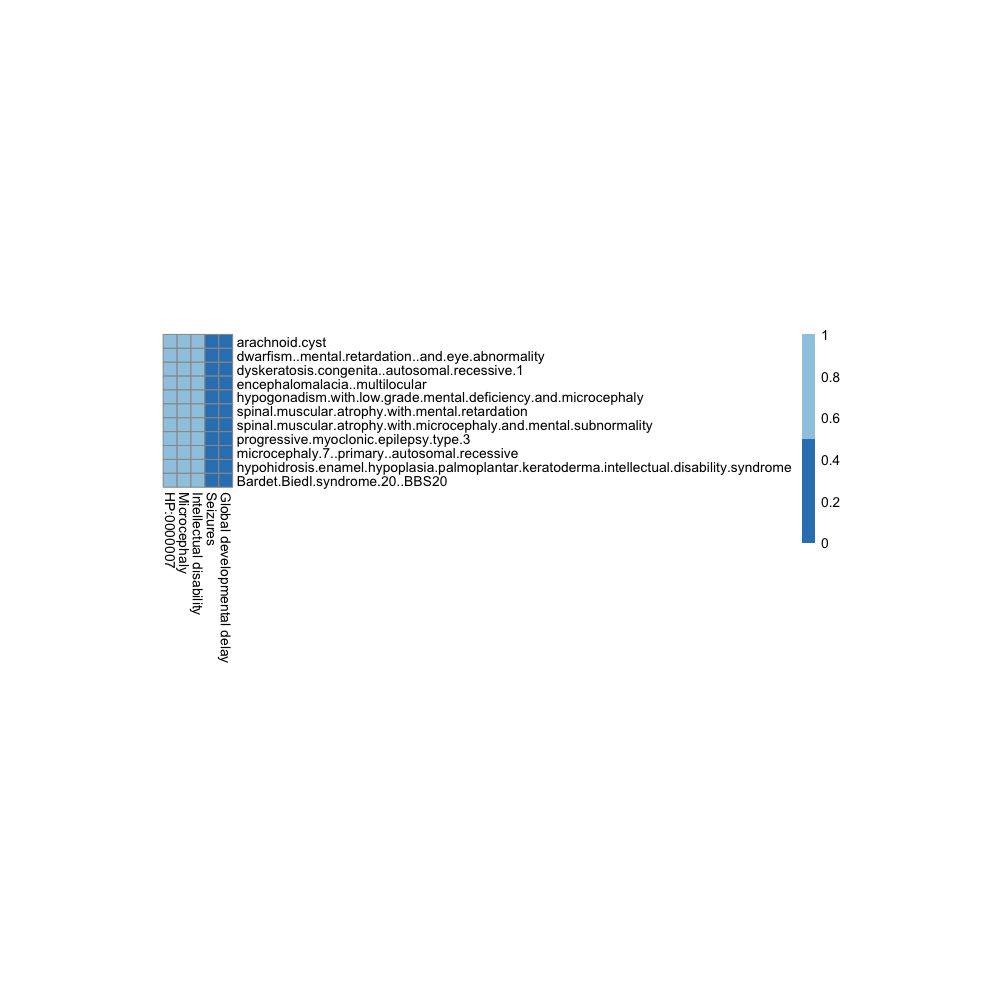 arachnoid.cyst
dwarfism..mental.retardation..and.eye.abnormality
dyskeratosis.congenita..autosomal.recessive.1
encephalomalacia..multilocular
hypogonadism.with.low.grade.mental.deficiency.and.microcephaly
spinal.muscular.atrophy.with.mental.retardation
spinal.muscular.atrophy.with.microcephaly.and.mental.subnormality
progressive.myoclonic.epilepsy.type.3
microcephaly.7..primary..autosomal.recessive
hypohidrosis.enamel.hypoplasia.palmoplantar.keratoderma.intellectual.disability.syndrome
Bardet.Biedl.syndrome.20..BBS20
HP:0000007
Microcephaly
Intellectual disability
Seizures
Global developmental delay
1
0.8
0.6
0.4
0.2
0